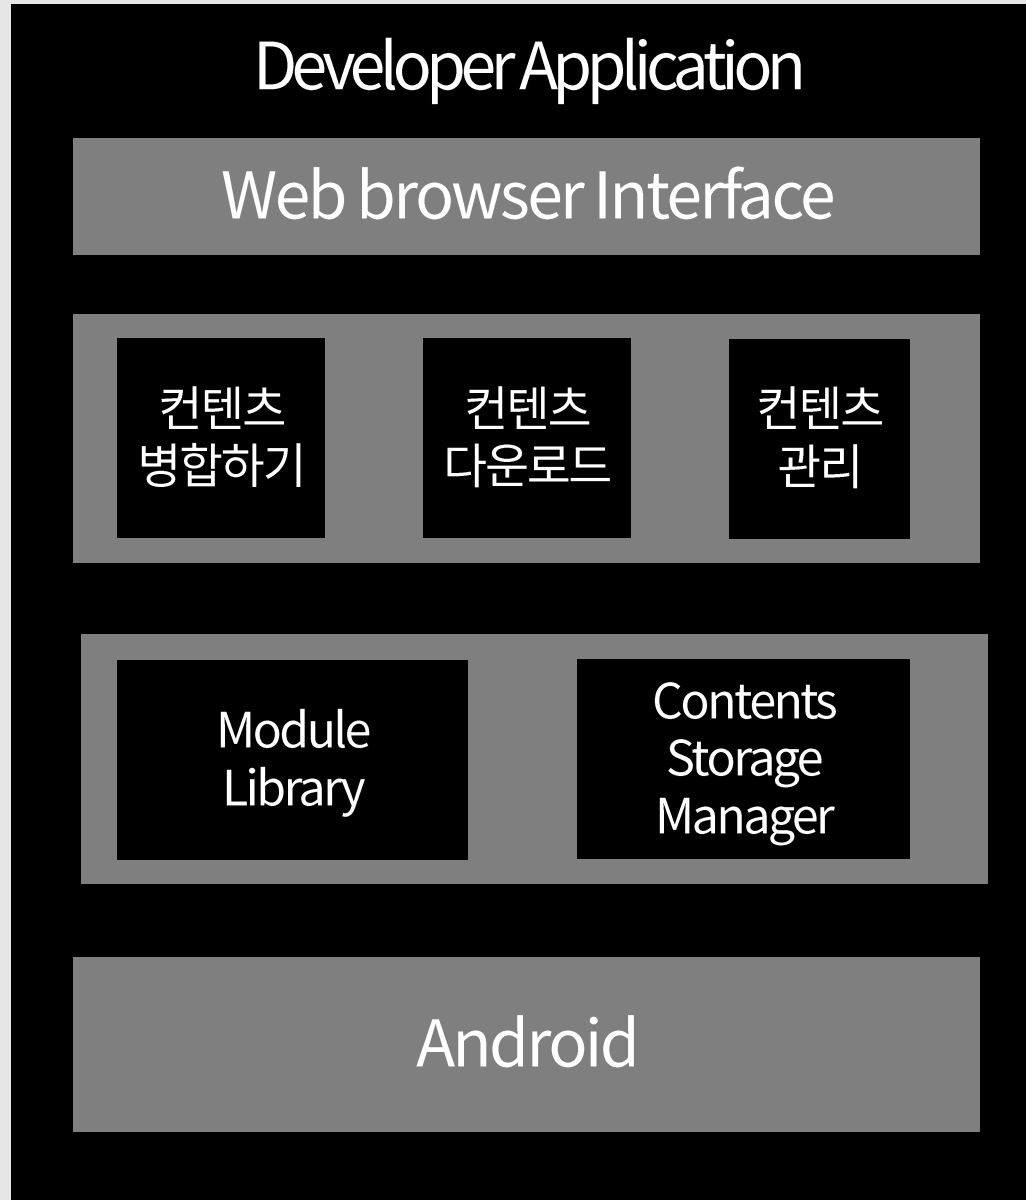 Developer Application
Web browser Interface
컨텐츠
병합하기
컨텐츠
다운로드
컨텐츠
관리
Module
Library
Contents
Storage
Manager
Android